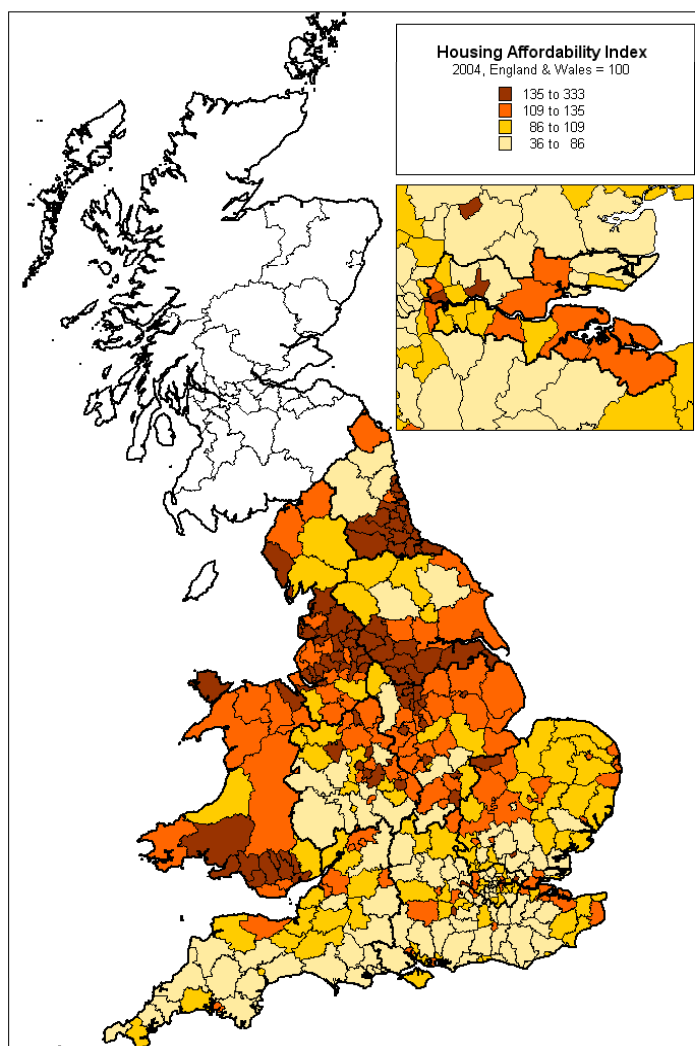 Housing Affordability Index
2004, England & Wales = 100
135 to 333
109 to 135
86 to 109
36 to 86